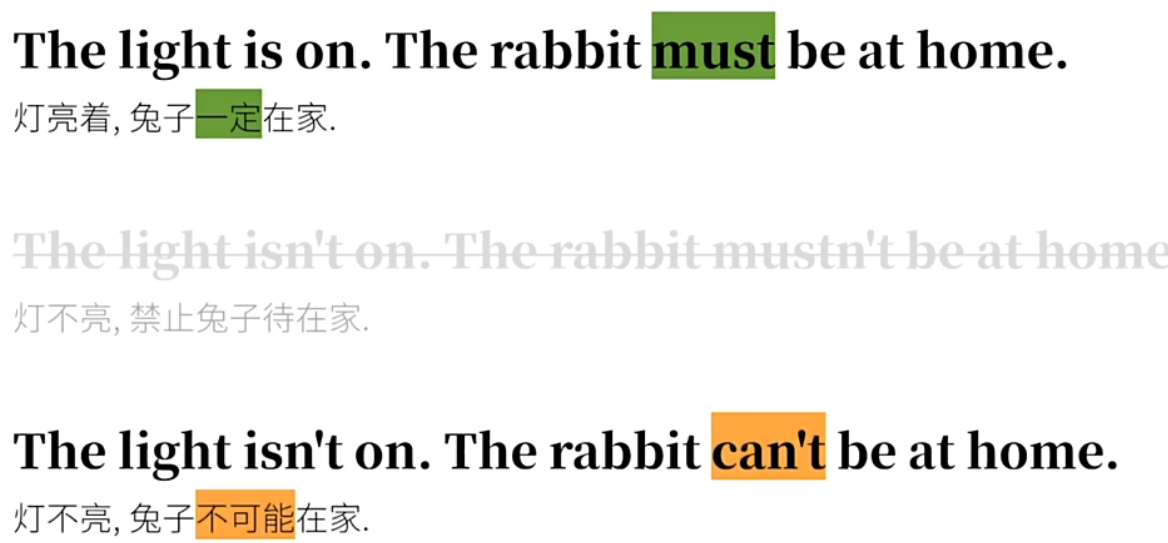 The light is on. The rabbit must be at home.
灯亮着, 兔子一定在家.
The light isn't on. The rabbit mustn't be at home
灯不亮, 禁止兔子待在家.
The light isn't on. The rabbit can't be at home.
灯不亮, 兔子不可能在家.